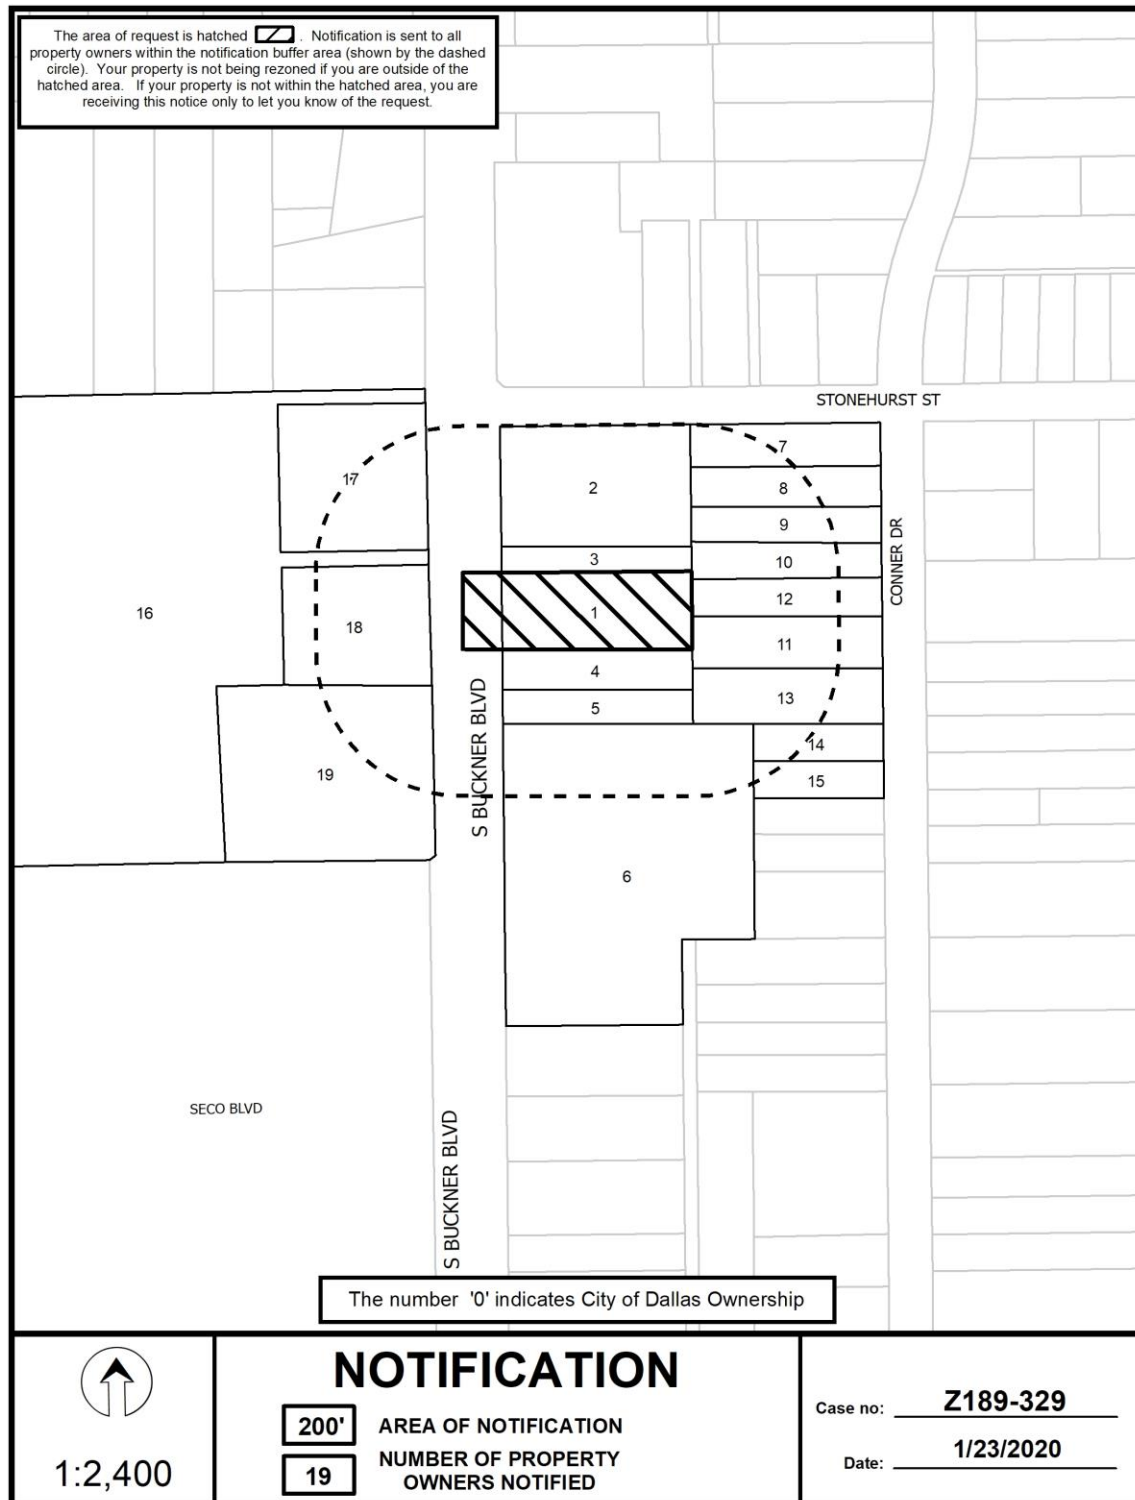 The area of request is hatched . Notification is sent to all
property owners within the notification buffer area (shown by the dashed
circle). Your property is not being rezoned if you are outside of the
hatched area. If your property is not within the hatched area, you are
receiving this notice only to let you know of the request.
STONEHURST ST
7
17
2
8
9
CONNER DR
3
10
12
16
1
18
11
4
13
5
S BUCKNER BLVD
14
19
15
6
SECO BLVD
S BUCKNER BLVD
The number '0' indicates City of Dallas Ownership
1:2,400
NOTIFICATION
200' AREA OF NOTIFICATION
19 NUMBER OF PROPERTY
OWNERS NOTIFIED
Case no: Z189-329
Date: 1/23/2020